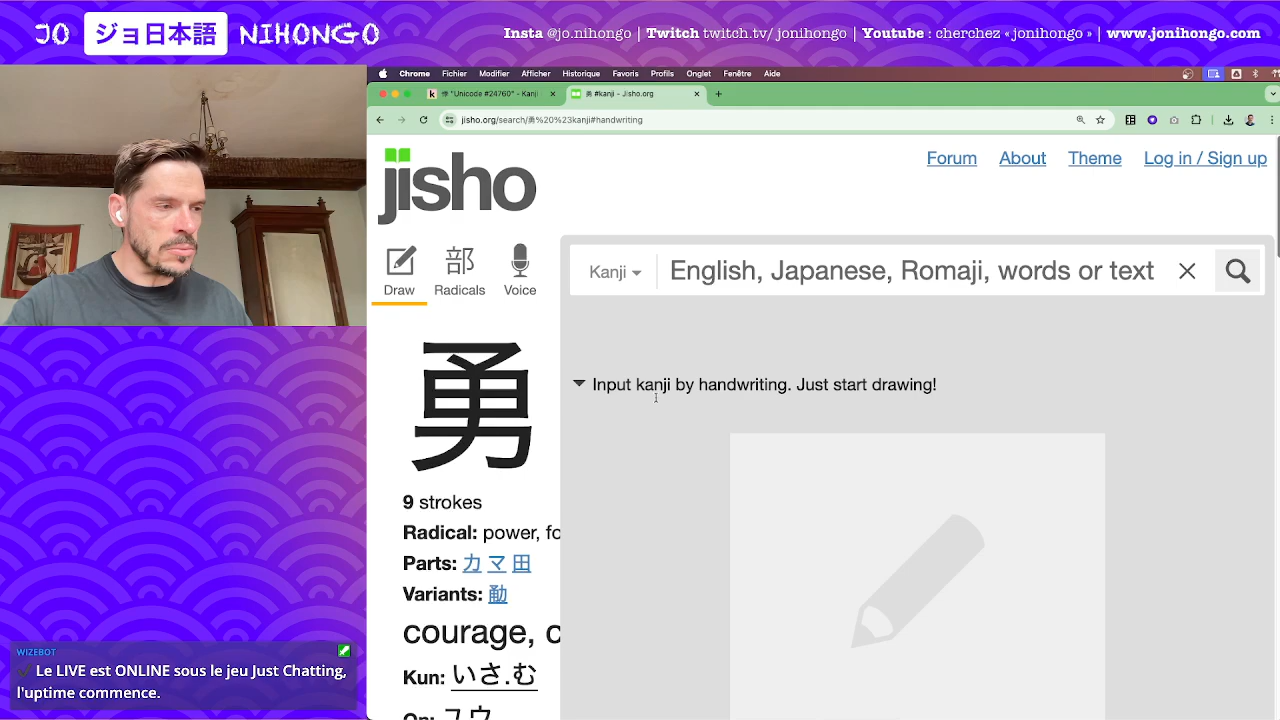 JO ジョ日本語 NIHONGO
Insta @jo.nihongo | Twitch twitch.tv/ jonihongo | Youtube : cherchez «jonihongo » | www.jonihongo.com
Chrome Fichier Modifier Afficher Historique Favoris Profils Onglet Fenêtre Aide
"Unicode #24760" - Kanji
勇 #kanji - Jisho.org
jisho.org/search/勇%20%23kanji#handwriting
jisho
Forum About Theme Log in / Sign up
部
Draw Radicals Voice
Kanji English, Japanese, Romaji, words or text
Input kanji by handwriting. Just start drawing!
勇
9 strokes
Radical: power, fo
Parts: 力 マ 田
Variants: 勈
courage, c
Kun: いさ.む
On: ユウ
WIZEBOT
Le LIVE est ONLINE sous le jeu Just Chatting,
l'uptime commence.